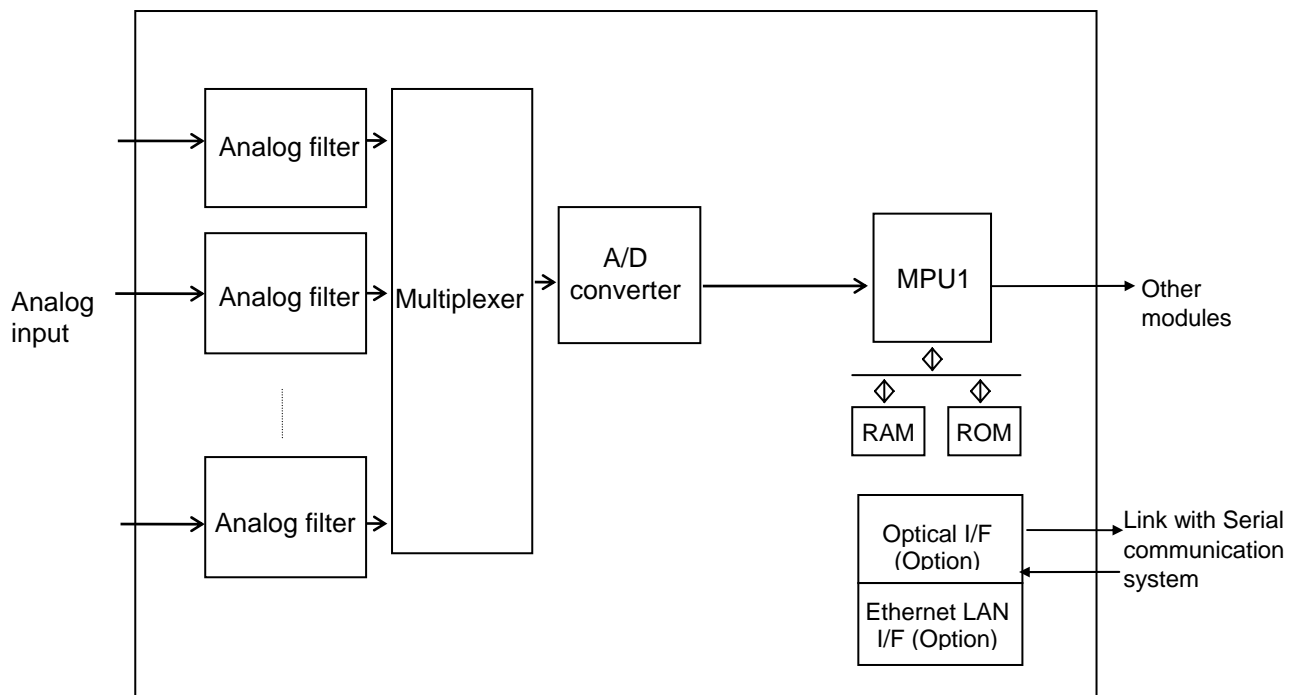 Analog
input
Analog filter
Analog filter
Analog filter
Multiplexer
A/D
converter
MPU1
RAM
ROM
Optical I/F
(Option)
Ethernet LAN
I/F (Option)
Other
modules
Link with Serial
communication
system